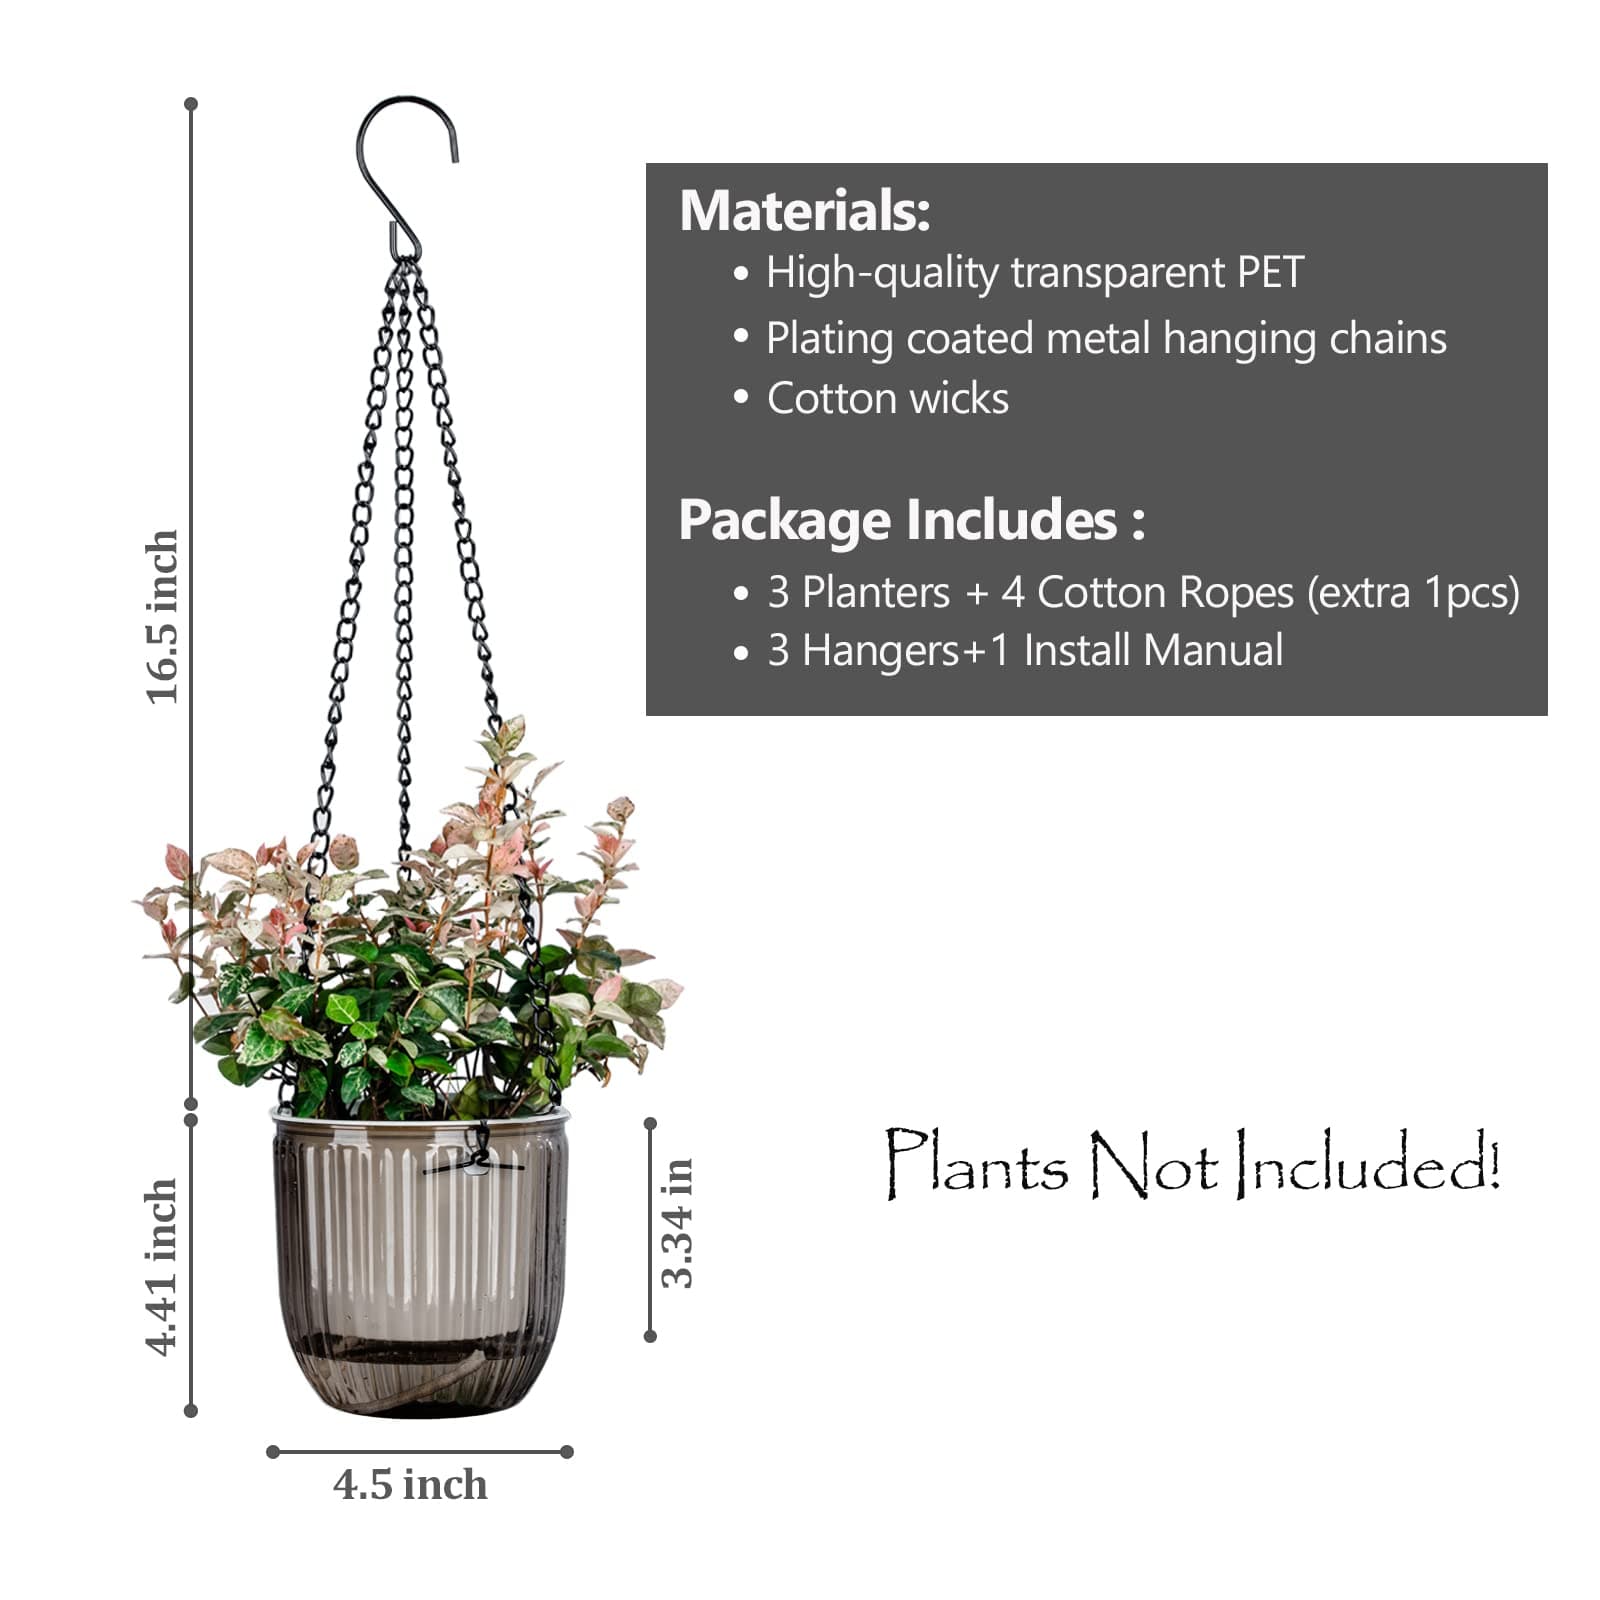 Materials:
• High-quality transparent PET
• Plating coated metal hanging chains
• Cotton wicks
Package Includes :
• 3 Planters + 4 Cotton Ropes (extra 1pcs)
• 3 Hangers+1 Install Manual
16.5 inch
4.41 inch
3.34 in
4.5 inch
Plants Not Included!